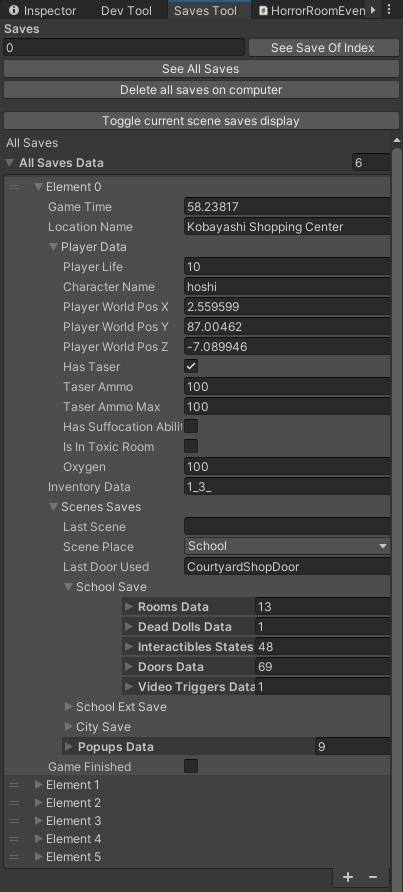 Inspector Dev Tool Saves Tool HorrorRoomEven
Saves
0 See Save Of Index
See All Saves
Delete all saves on computer
Toggle current scene saves display
All Saves
All Saves Data 6
Element 0
Game Time 58.23817
Location Name Kobayashi Shopping Center
Player Data
Player Life 10
Character Name hoshi
Player World Pos X 2.559599
Player World Pos Y 87.00462
Player World Pos Z -7.089946
Has Taser
Taser Ammo 100
Taser Ammo Max 100
Has Suffocation Abilit
Is In Toxic Room
Oxygen 100
Inventory Data 1_3_
Scenes Saves
Last Scene
Scene Place School
Last Door Used CourtyardShopDoor
School Save
Rooms Data 13
Dead Dolls Data 1
Interactibles States 48
Doors Data 69
Video Triggers Data 1
School Ext Save
City Save
Popups Data 9
Game Finished
Element 1
Element 2
Element 3
Element 4
Element 5